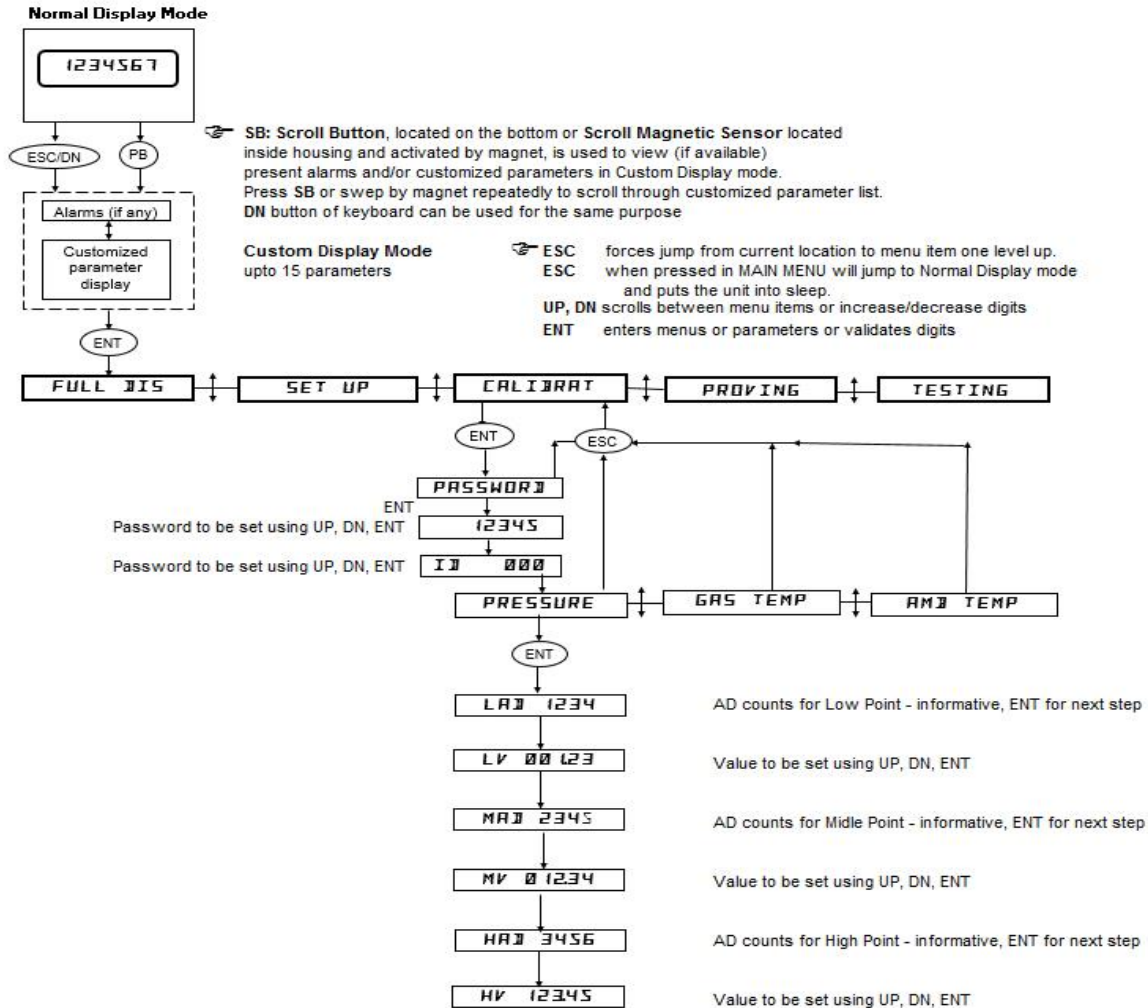 Normal Display Mode
1234567
ESC/DN
PB
SB: Scroll Button, located on the bottom or Scroll Magnetic Sensor located
inside housing and activated by magnet, is used to view (if available)
present alarms and/or customized parameters in Custom Display mode.
Press SB or swep by magnet repeatedly to scroll through customized parameter list.
DN button of keyboard can be used for the same purpose
Alarms (if any)
Customized
parameter
display
Custom Display Mode
upto 15 parameters
ESC forces jump from current location to menu item one level up.
ESC when pressed in MAIN MENU will jump to Normal Display mode
and puts the unit into sleep.
UP, DN scrolls between menu items or increase/decrease digits
ENT enters menus or parameters or validates digits
ENT
FULL DIS
SET UP
CALIBRAT
PROVING
TESTING
ENT
ESC
PASSWORD
ENT
Password to be set using UP, DN, ENT
12345
Password to be set using UP, DN, ENT
ID 000
PRESSURE
GAS TEMP
AMB TEMP
ENT
LAD 1234
AD counts for Low Point - informative, ENT for next step
LV 001.23
Value to be set using UP, DN, ENT
MAD 2345
AD counts for Midle Point - informative, ENT for next step
MV 012.34
Value to be set using UP, DN, ENT
HAD 3456
AD counts for High Point - informative, ENT for next step
HV 123.45
Value to be set using UP, DN, ENT